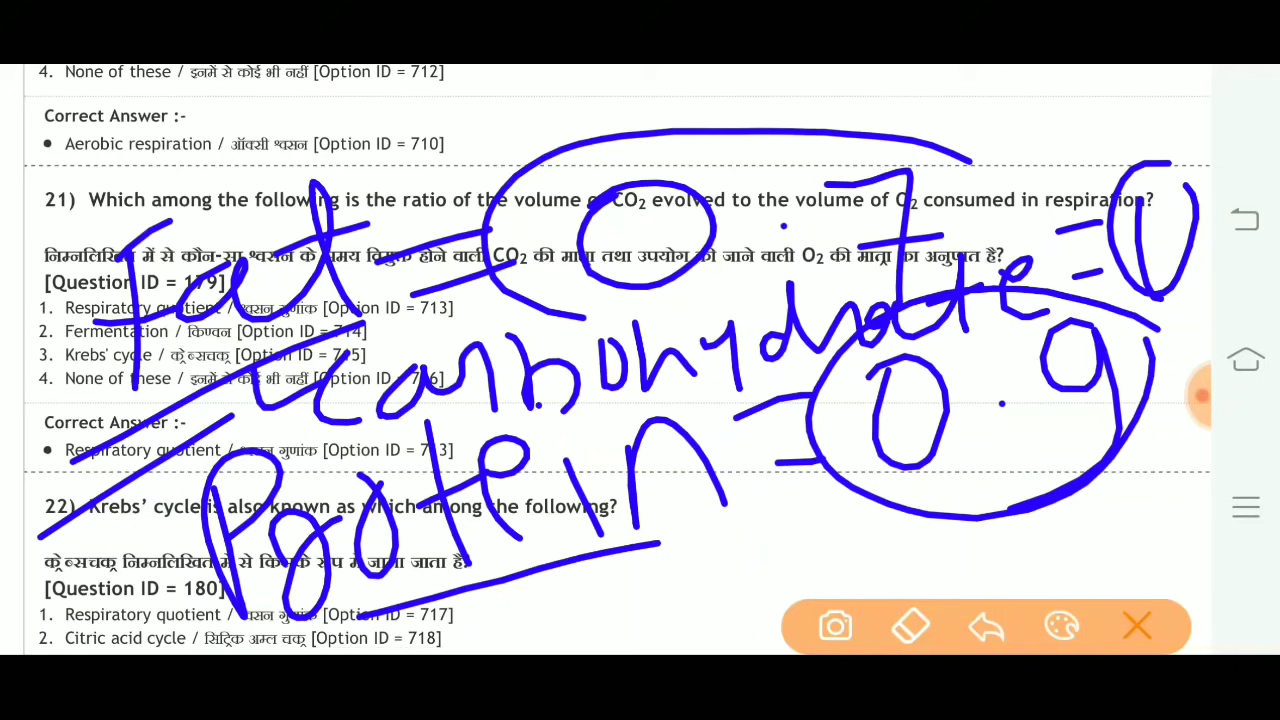 4. None of these / इनमें से कोई भी नहीं [Option ID = 712]
Correct Answer :-
• Aerobic respiration / ऑक्सी श्वसन [Option ID = 710]
21) Which among the following is the ratio of the volume of CO₂ evolved to the volume of O₂ consumed in respiration?
निम्नलिखित में से कौन-सा श्वसन के समय विमुक्त होने वाली CO₂ की मात्रा तथा उपयोग की जाने वाली O₂ की मात्रा का अनुपात है?
[Question ID = 179]
1. Respiratory quotient / श्वसन गुणांक [Option ID = 713]
2. Fermentation / किण्वन [Option ID = 714]
3. Krebs' cycle / क्रेब्सचक्र [Option ID = 715]
4. None of these / इनमें से कोई भी नहीं [Option ID = 716]
Correct Answer :-
• Respiratory quotient / श्वसन गुणांक [Option ID = 713]
22) Krebs' cycle is also known as which among the following?
क्रेब्सचक्र निम्नलिखित में से किसके रूप में जाना जाता है?
[Question ID = 180]
1. Respiratory quotient / श्वसन गुणांक [Option ID = 717]
2. Citric acid cycle / सिट्रिक अम्ल चक्र [Option ID = 718]
= 0.7
Carbohydrate = 1
= 0.9